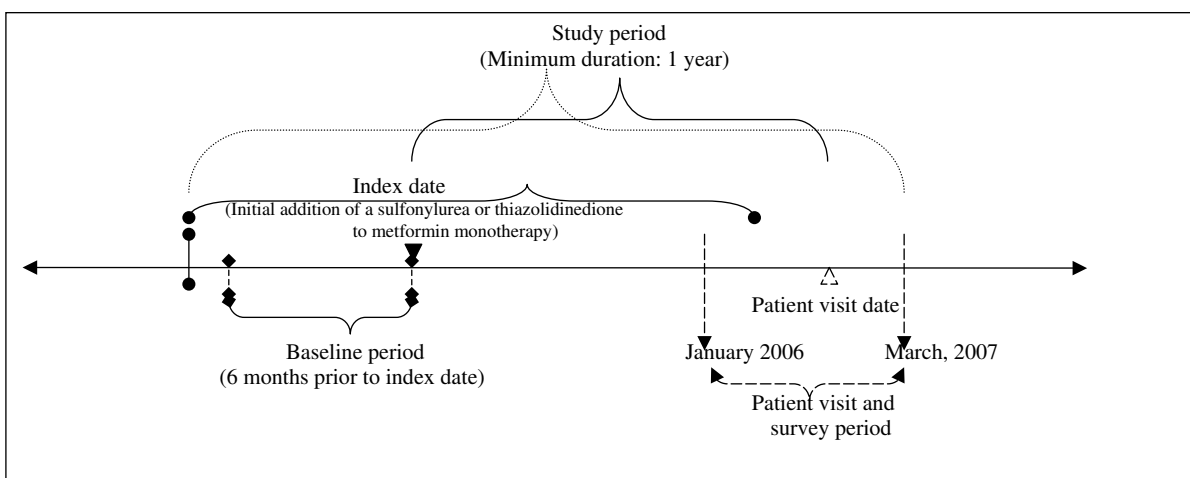 Study period
(Minimum duration: 1 year)
Index date
(Initial addition of a sulfonylurea or thiazolidinedione
to metformin monotherapy)
Patient visit date
Baseline period
(6 months prior to index date)
January 2006
March, 2007
Patient visit and
survey period